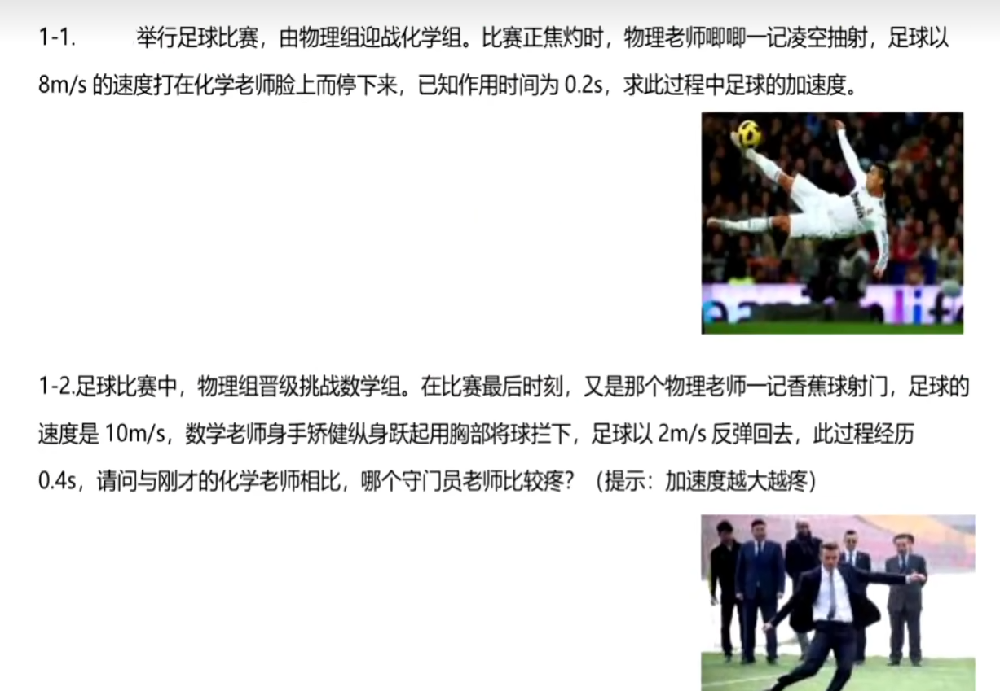 1-1. 举行足球比赛，由物理组迎战化学组。比赛正焦灼时，物理老师唧唧一记凌空抽射，足球以
8m/s 的速度打在化学老师脸上而停下来，已知作用时间为 0.2s，求此过程中足球的加速度。
bwin
1-2.足球比赛中，物理组晋级挑战数学组。在比赛最后时刻，又是那个物理老师一记香蕉球射门，足球的
速度是 10m/s，数学老师身手矫健纵身跃起用胸部将球拦下，足球以 2m/s 反弹回去，此过程经历
0.4s，请问与刚才的化学老师相比，哪个守门员老师比较疼？（提示：加速度越大越疼）